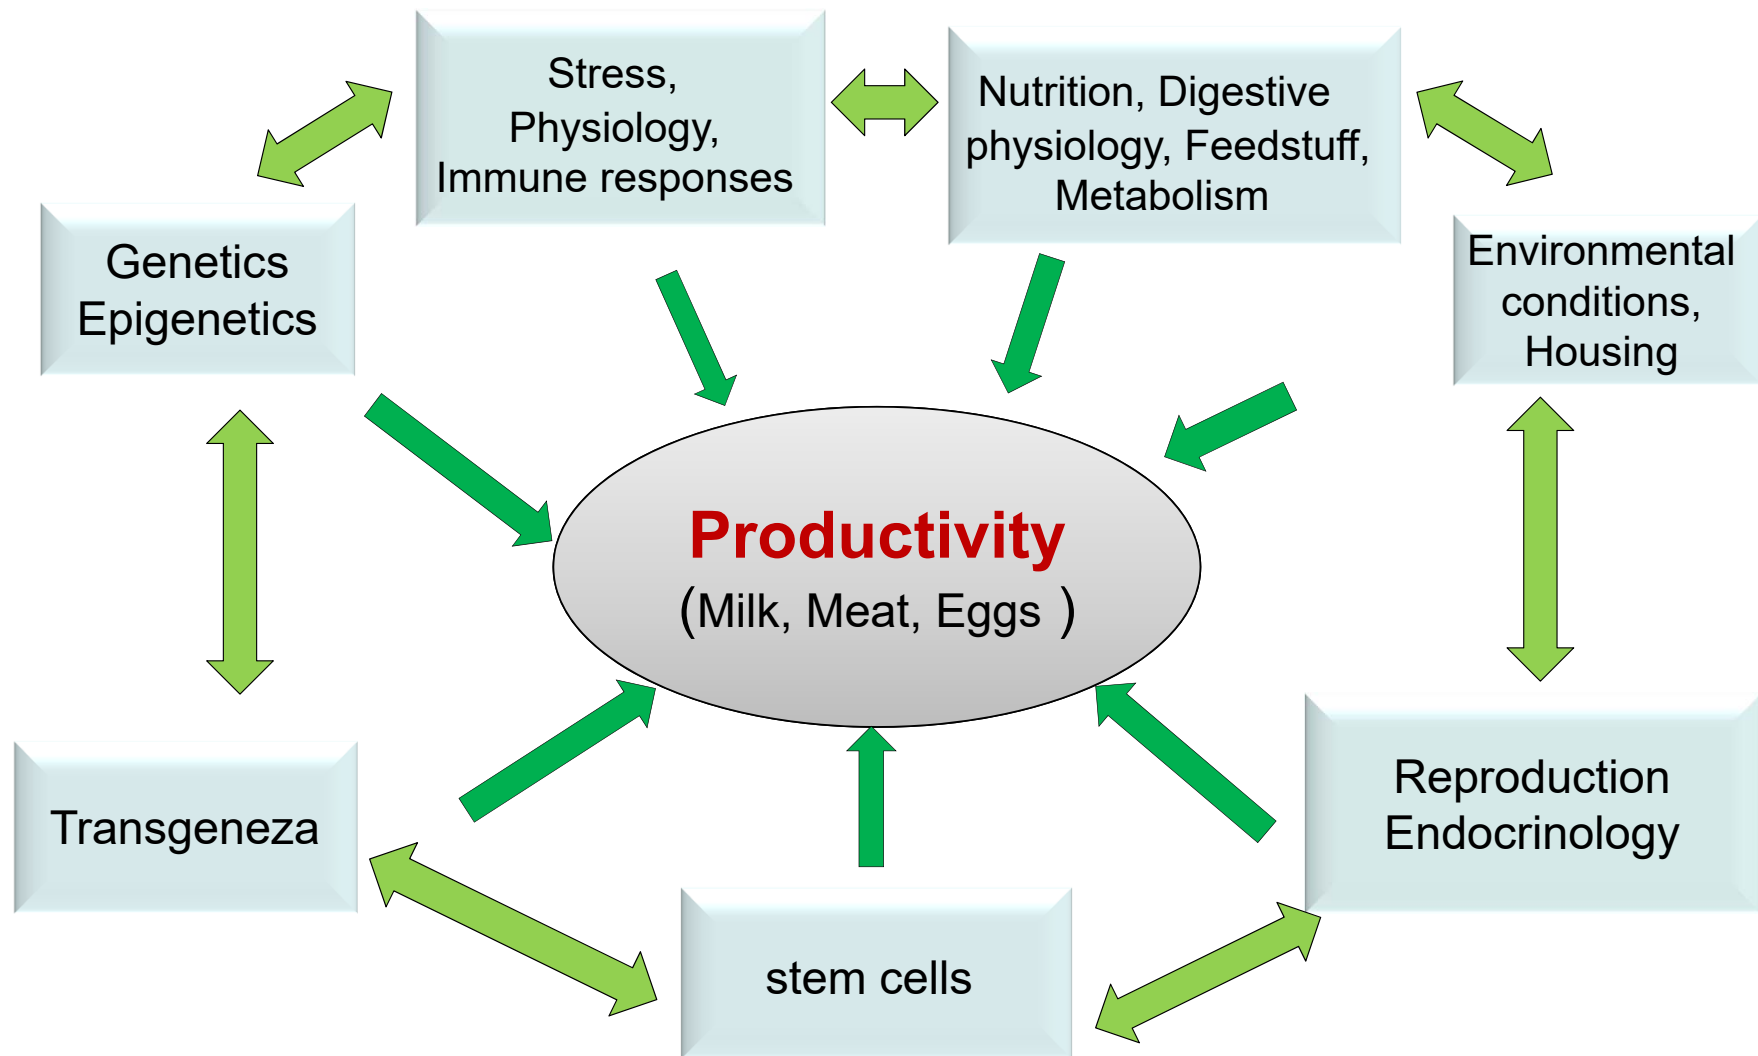 Stress,
Physiology,
Immune responses
Nutrition, Digestive
physiology, Feedstuff,
Metabolism
Genetics
Epigenetics
Environmental
conditions,
Housing
Productivity
(Milk, Meat, Eggs )
Transgeneza
Reproduction
Endocrinology
stem cells